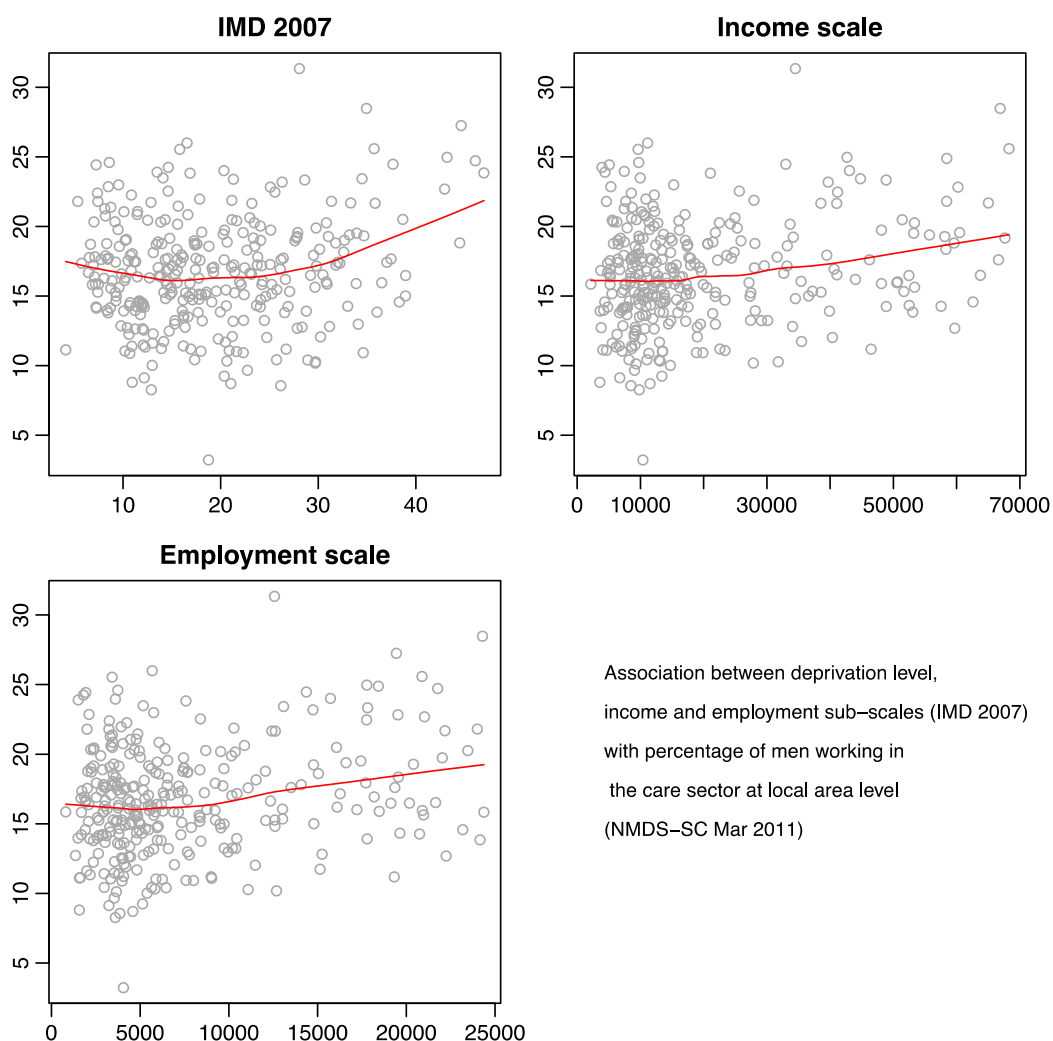 IMD 2007
Income scale
30
25
20
15
10
5
10 20 30 40
30
25
20
15
10
5
0 10000 30000 50000 70000
Employment scale
30
25
20
15
10
5
0 5000 10000 15000 20000 25000
Association between deprivation level,
income and employment sub−scales (IMD 2007)
with percentage of men working in
the care sector at local area level
(NMDS−SC Mar 2011)